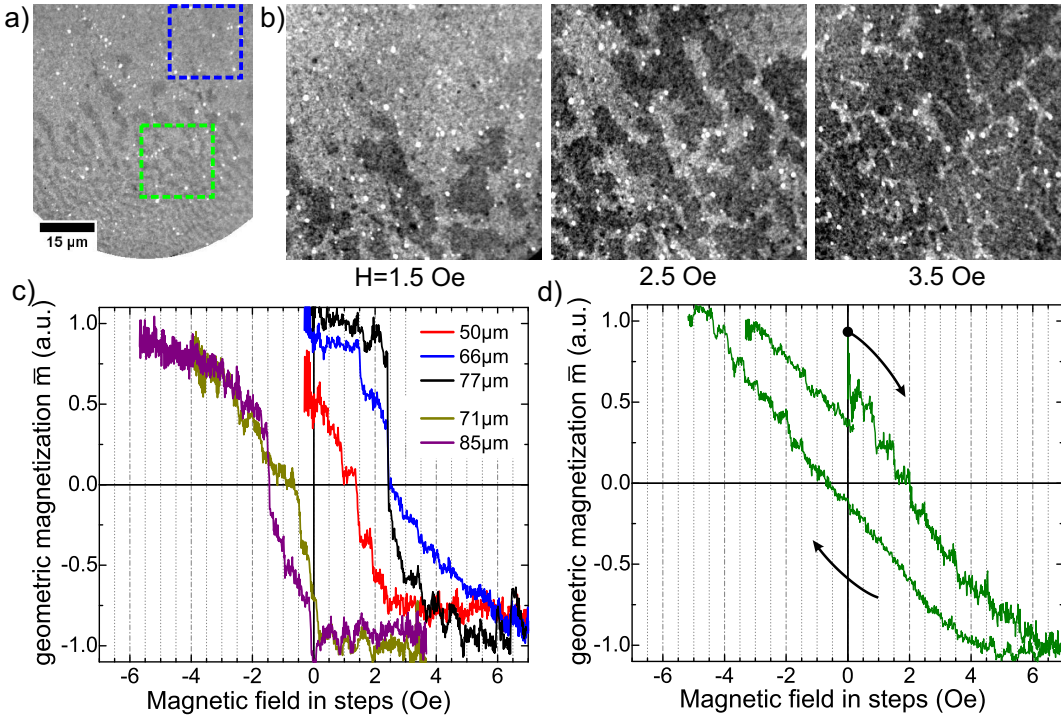 a)
15 µm
b)
H=1.5 Oe
2.5 Oe
3.5 Oe
c)
geometric magnetization m̅ (a.u.)
1.0
0.5
0.0
-0.5
-1.0
50µm
66µm
77µm
71µm
85µm
-6 -4 -2 0 2 4 6
Magnetic field in steps (Oe)
d)
geometric magnetization m̅ (a.u.)
1.0
0.5
0.0
-0.5
-1.0
-6 -4 -2 0 2 4 6
Magnetic field in steps (Oe)